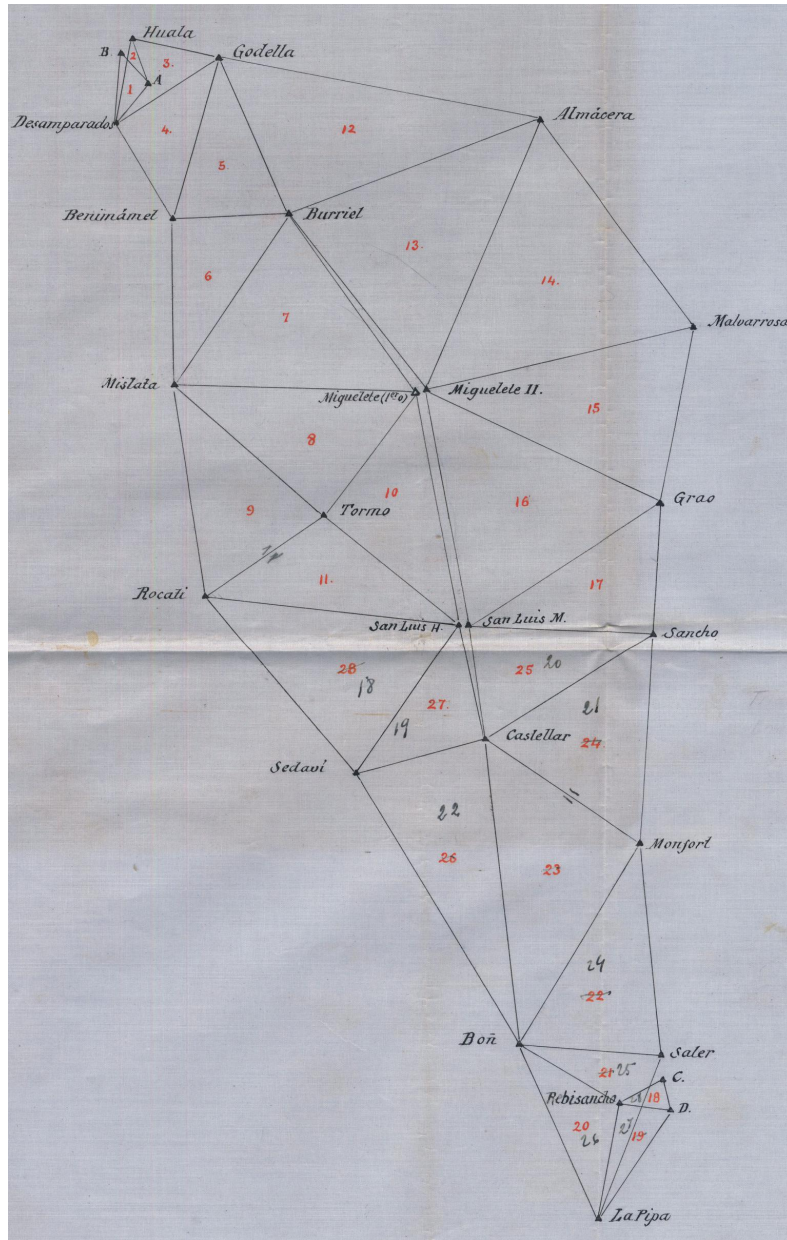 Huala
B.
2
3.
Godella
A
1
Desamparados
4.
12
Almácera
5.
Benimámel
Burriel
13.
6
14.
7
Malvarrosa
Mislata
Miguelete (1ero)
Miguelete II.
15
8
10
16
Grao
9
Tormo
11.
17
Rocati
San Luis H.
San Luis M.
Sancho
28
18
25
20
27.
21
19
24
Castellar
Sedaví
22
26
23
Monfort
24
22
Boñ
Saler
21
25
C.
Rebisancho
18
D.
20
26
27
19
La Pipa